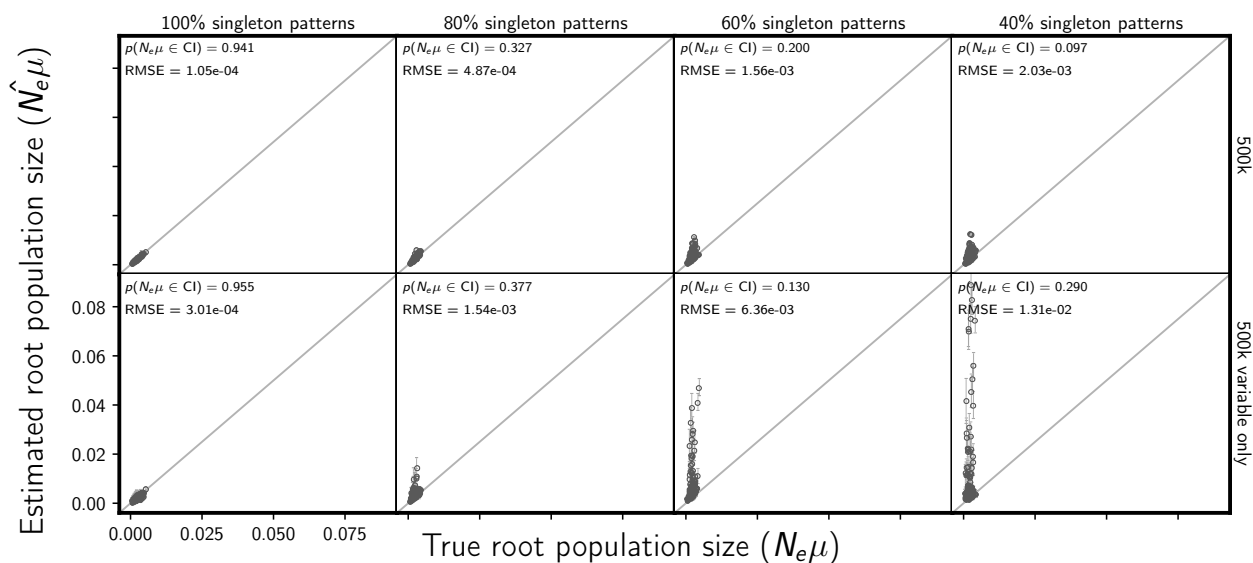 100% singleton patterns
80% singleton patterns
60% singleton patterns
40% singleton patterns
p(Nₑμ ∈ CI) = 0.941
RMSE = 1.05e-04
p(Nₑμ ∈ CI) = 0.327
RMSE = 4.87e-04
p(Nₑμ ∈ CI) = 0.200
RMSE = 1.56e-03
p(Nₑμ ∈ CI) = 0.097
RMSE = 2.03e-03
500k
p(Nₑμ ∈ CI) = 0.955
RMSE = 3.01e-04
p(Nₑμ ∈ CI) = 0.377
RMSE = 1.54e-03
p(Nₑμ ∈ CI) = 0.130
RMSE = 6.36e-03
p(Nₑμ ∈ CI) = 0.290
RMSE = 1.31e-02
500k variable only
Estimated root population size (N̂ₑμ)
0.08
0.06
0.04
0.02
0.00
0.000
0.025
0.050
0.075
True root population size (Nₑμ)